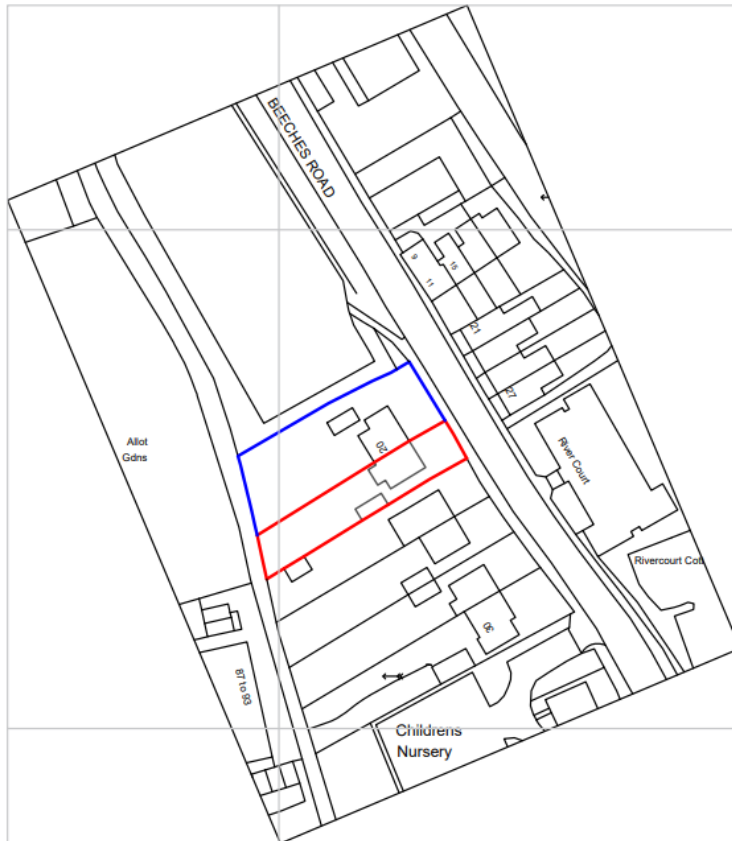 BEECHES ROAD
9
11
15
21
27
20
Allot
Gdns
River Court
Rivercourt Cott
30
87 to 93
Childrens
Nursery